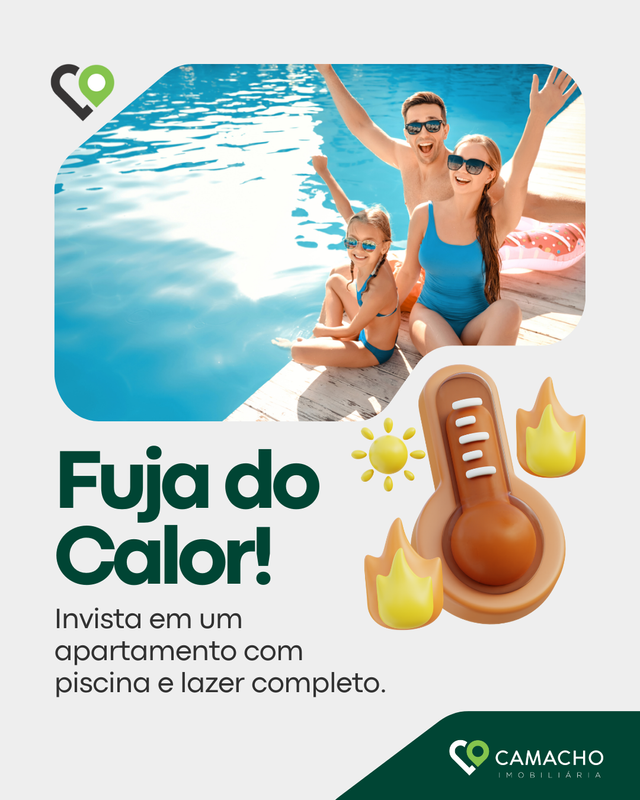 Fuja do
Calor!
Invista em um
apartamento com
piscina e lazer completo.
CAMACHO
IMOBILIÁRIA